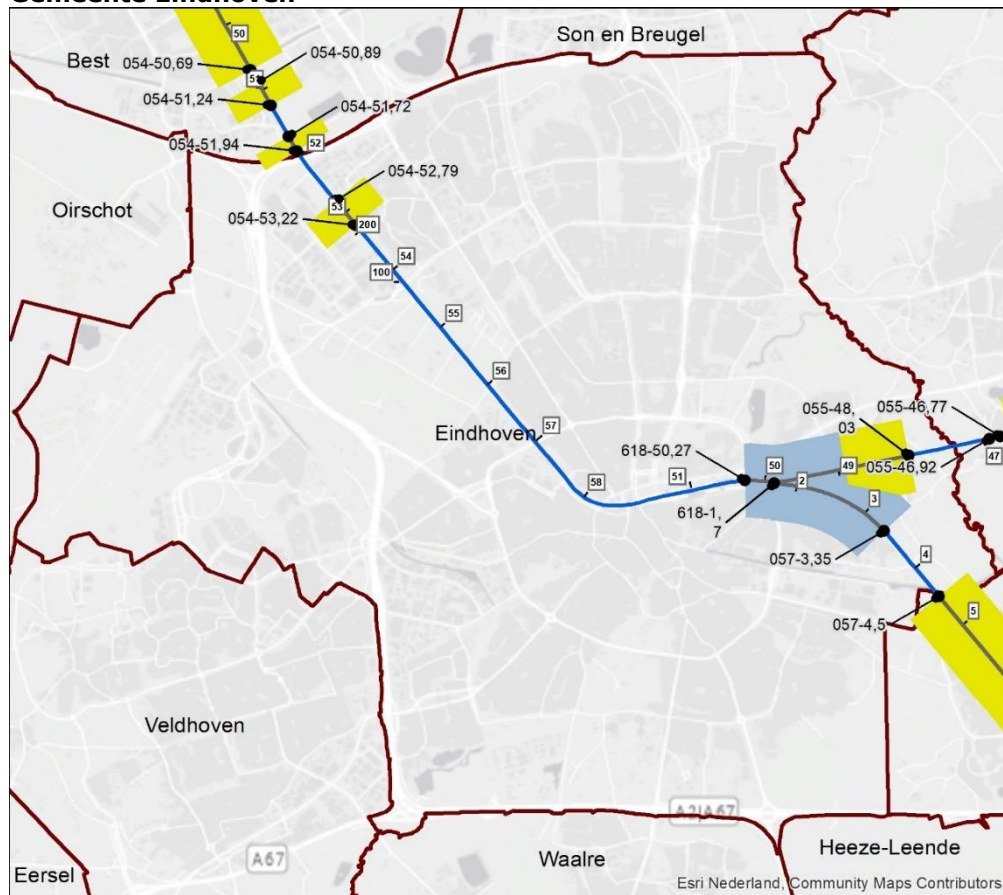 Gemeente Eindhoven
Son en Breugel
50
Best
054-50,89
054-50,69
51
054-51,24
054-51,72
52
054-51,94
054-52,79
Oirschot
53
054-53,22
200
54
100
55
56
055-48,
03
055-46,77
57
Eindhoven
618-50,27
055-46,92
47
50
49
51
2
58
3
618-1,
7
057-3,35
4
057-4,5
5
Veldhoven
A2|A67
A67
Waalre
Heeze-Leende
Eersel
Esri Nederland, Community Maps Contributors